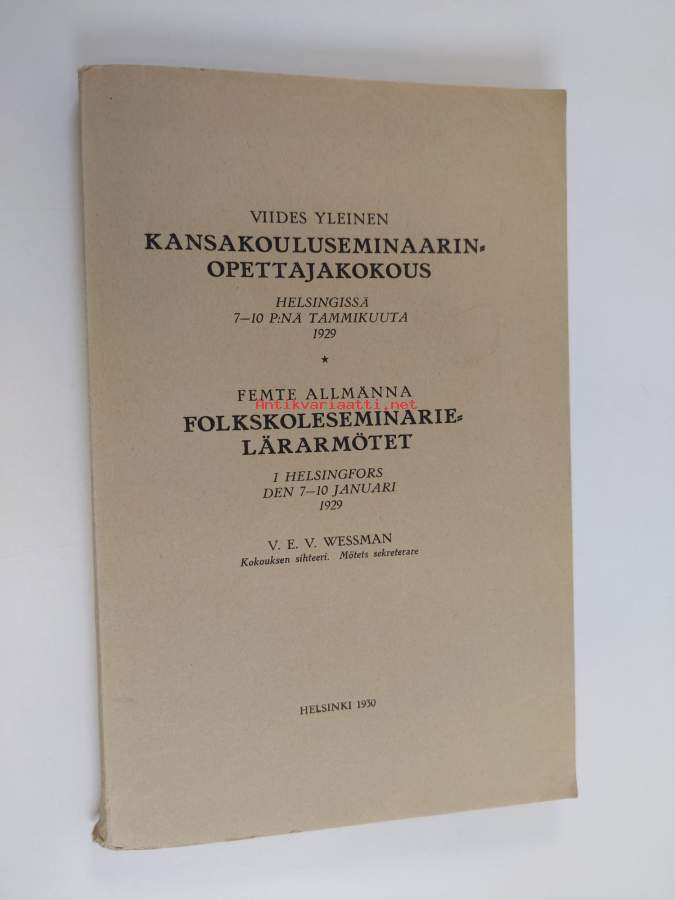 VIIDES YLEINEN
KANSAKOULUSEMINAARIN-
OPETTAJAKOKOUS
HELSINGISSÄ
7—10 P:NÄ TAMMIKUUTA
1929
★
FEMTE ALLMÄNNA
Antikvariaatti.net
FOLKSKOLESEMINARIE-
LÄRARMÖTET
I HELSINGFORS
DEN 7—10 JANUARI
1929
V. E. V. WESSMAN
Kokouksen sihteeri. Mötets sekreterare
HELSINKI 1930